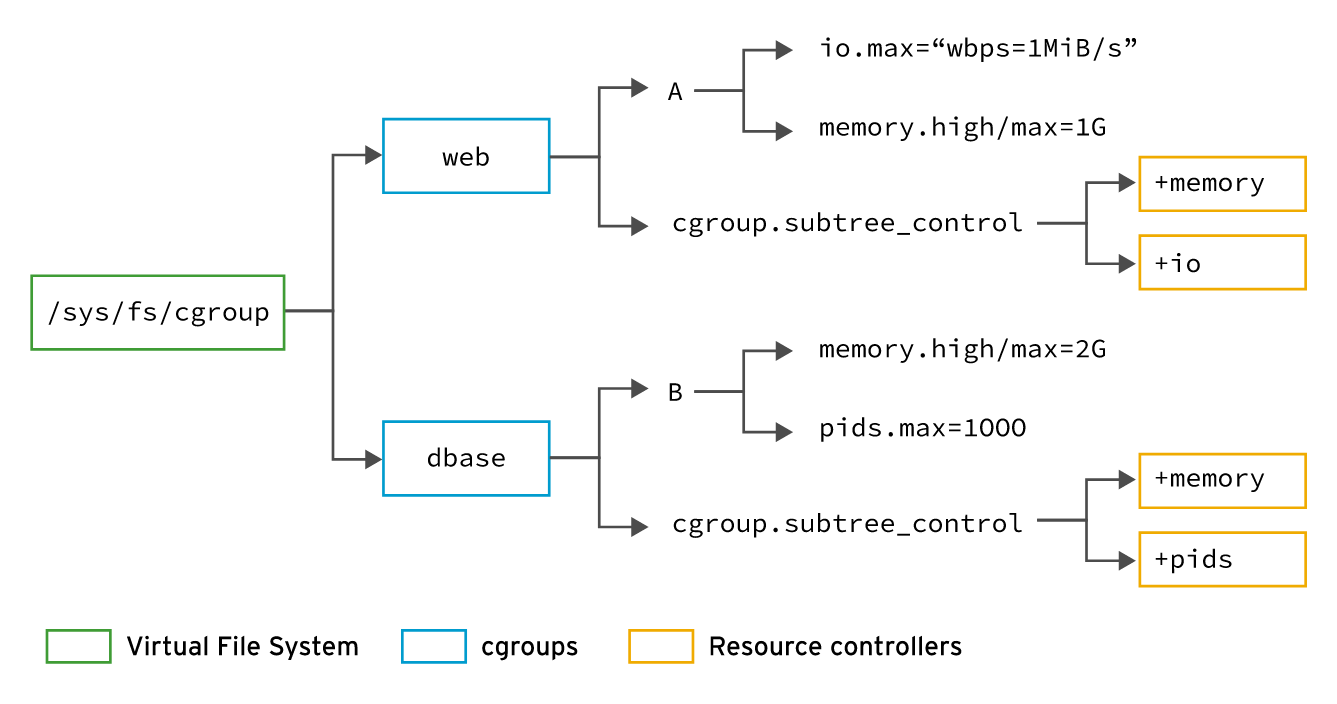 io.max=“wbps=1MiB/s”
A
memory.high/max=1G
web
+memory
cgroup.subtree_control
+io
/sys/fs/cgroup
memory.high/max=2G
B
pids.max=1000
dbase
+memory
cgroup.subtree_control
+pids
Virtual File System
cgroups
Resource controllers